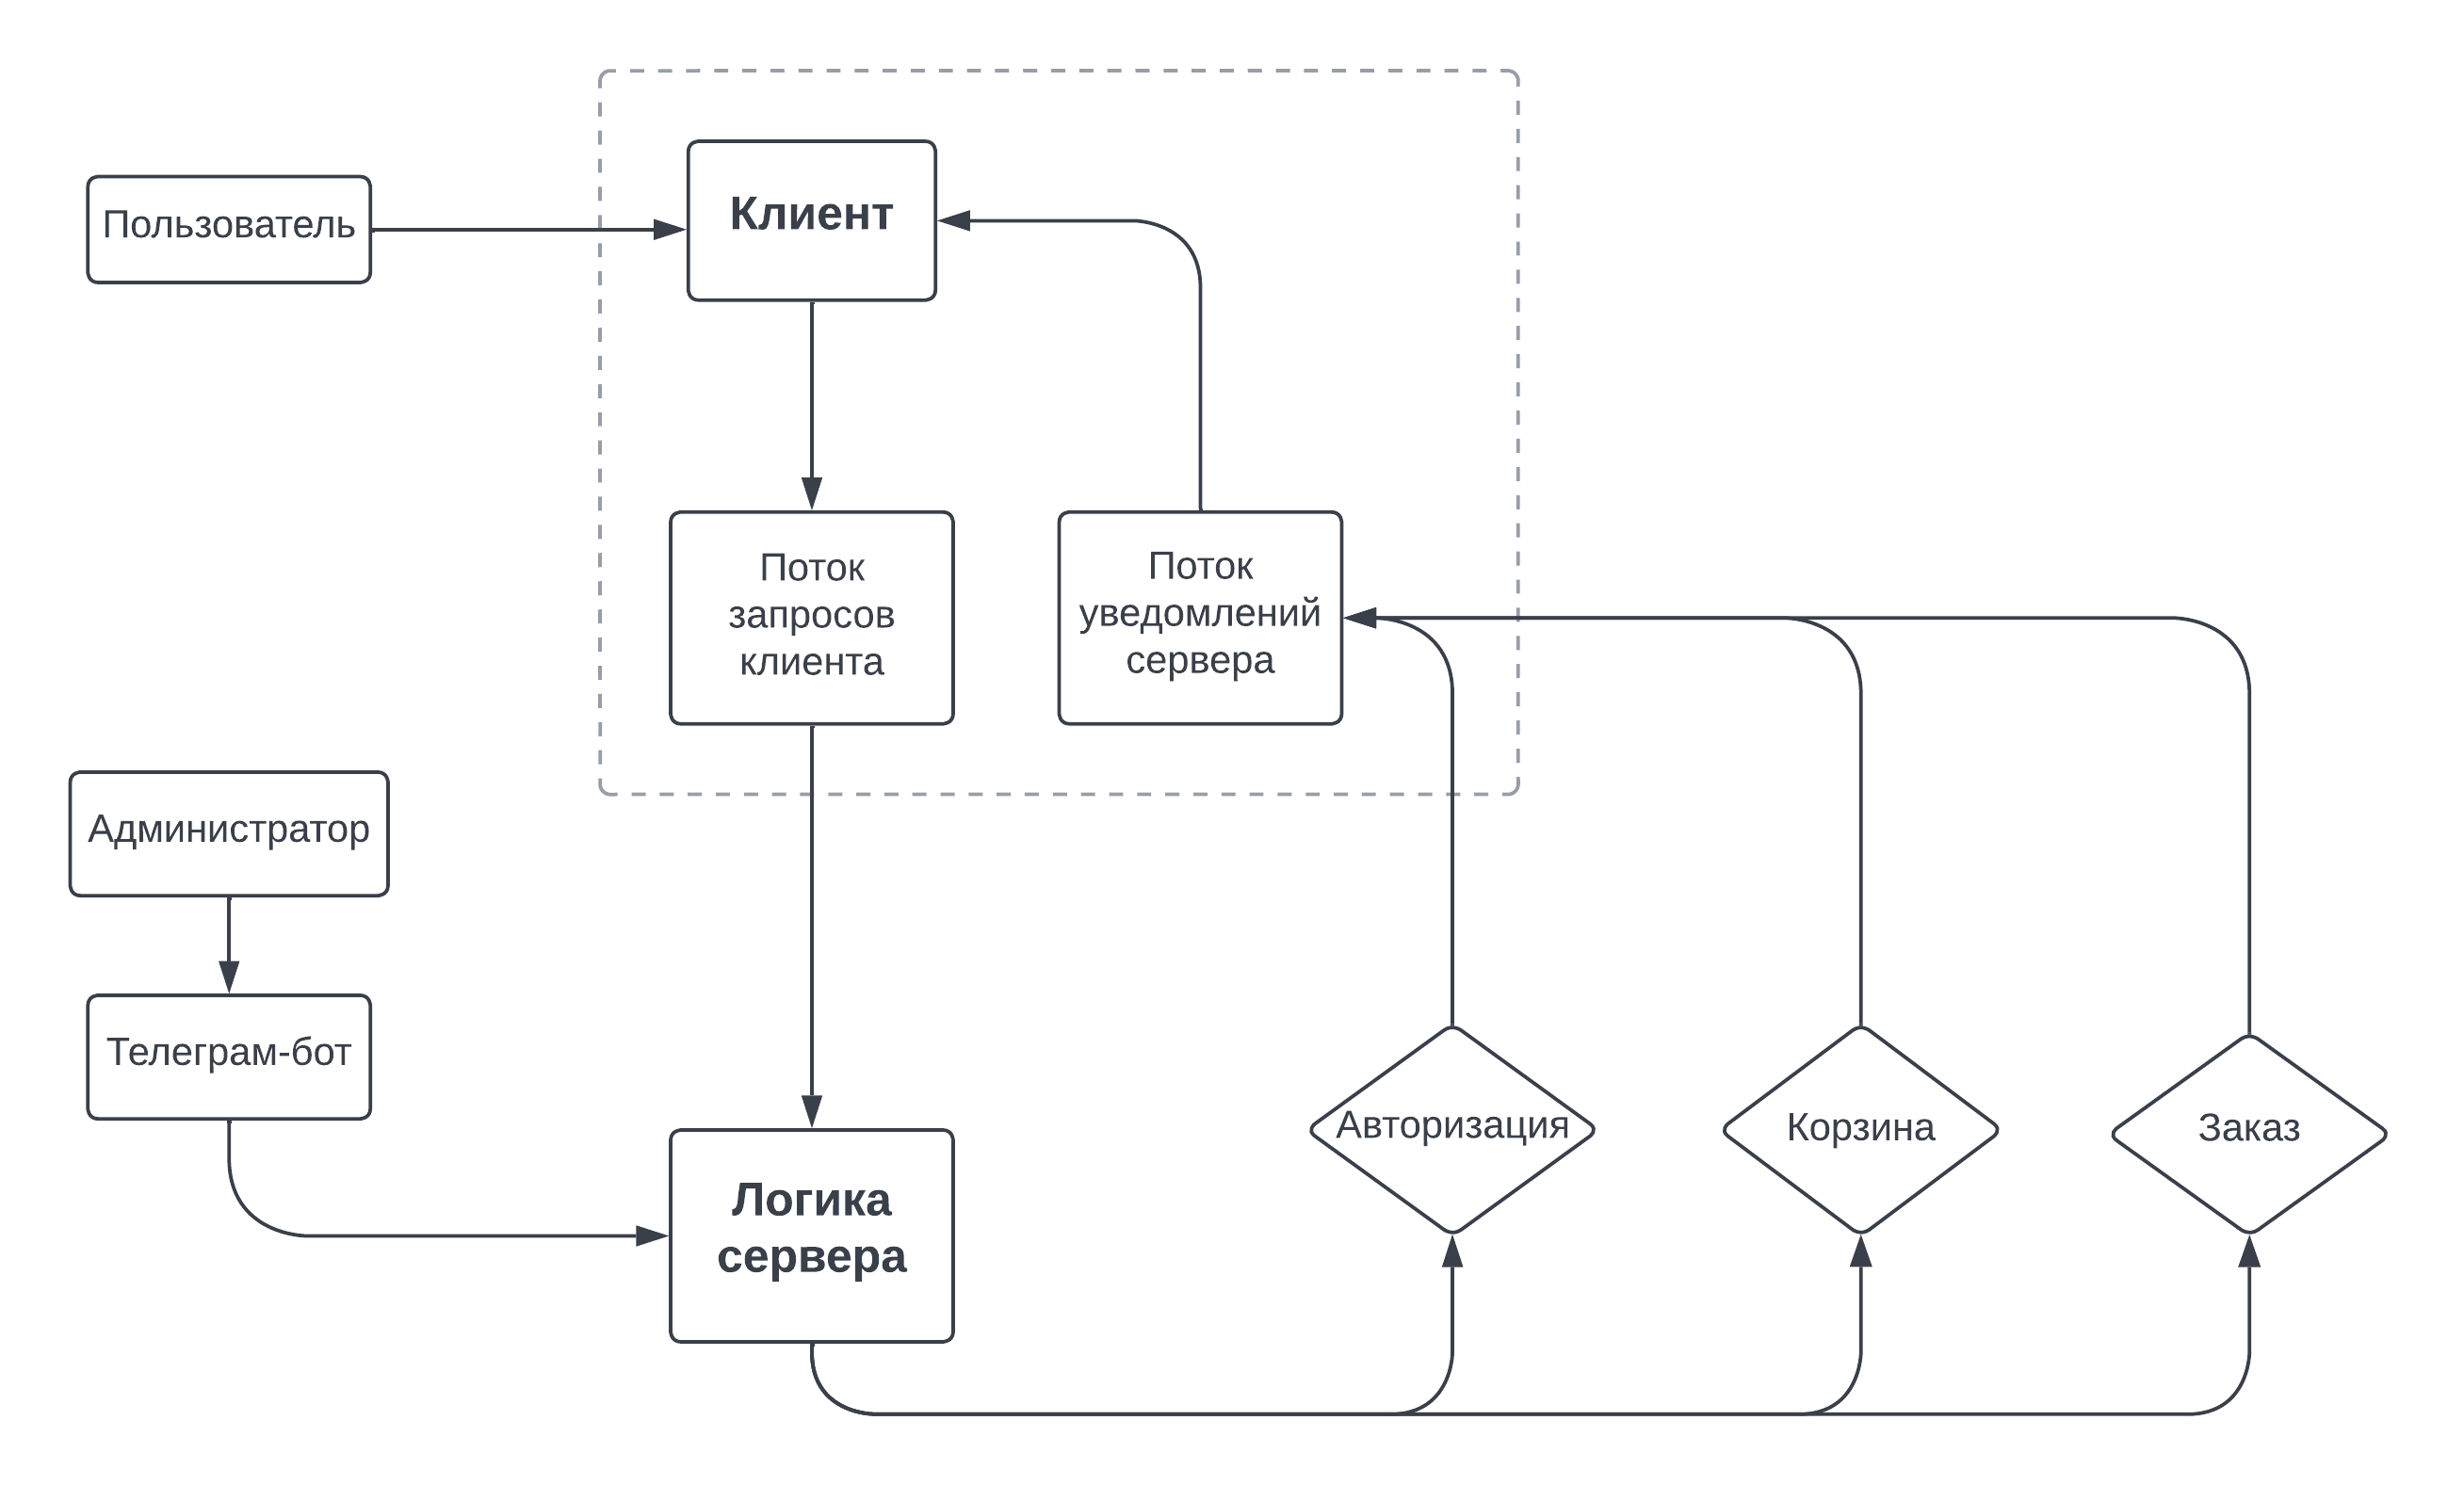 Клиент
Пользователь
Поток
запросов
клиента
Поток
уведомлений
сервера
Администратор
Телеграм-бот
Логика
сервера
Авторизация
Корзина
Заказ